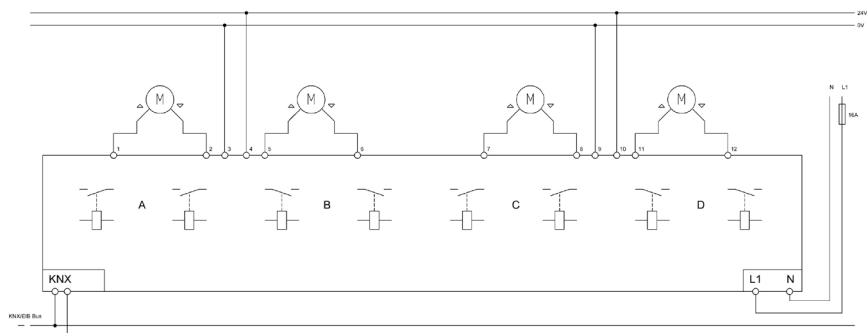 24V
0V
N L1
16A
M M M M
1 2 3 4 5 6 7 8 9 10 11 12
A B C D
KNX L1 N
KNX/EIB Bus